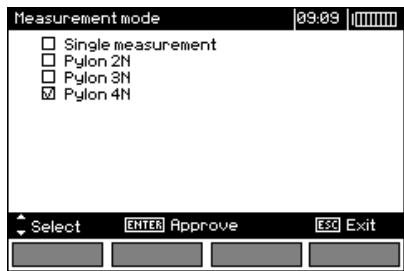 Measurement mode 09:09
Single measurement
Pylon 2N
Pylon 3N
Pylon 4N
Select ENTER Approve ESC Exit